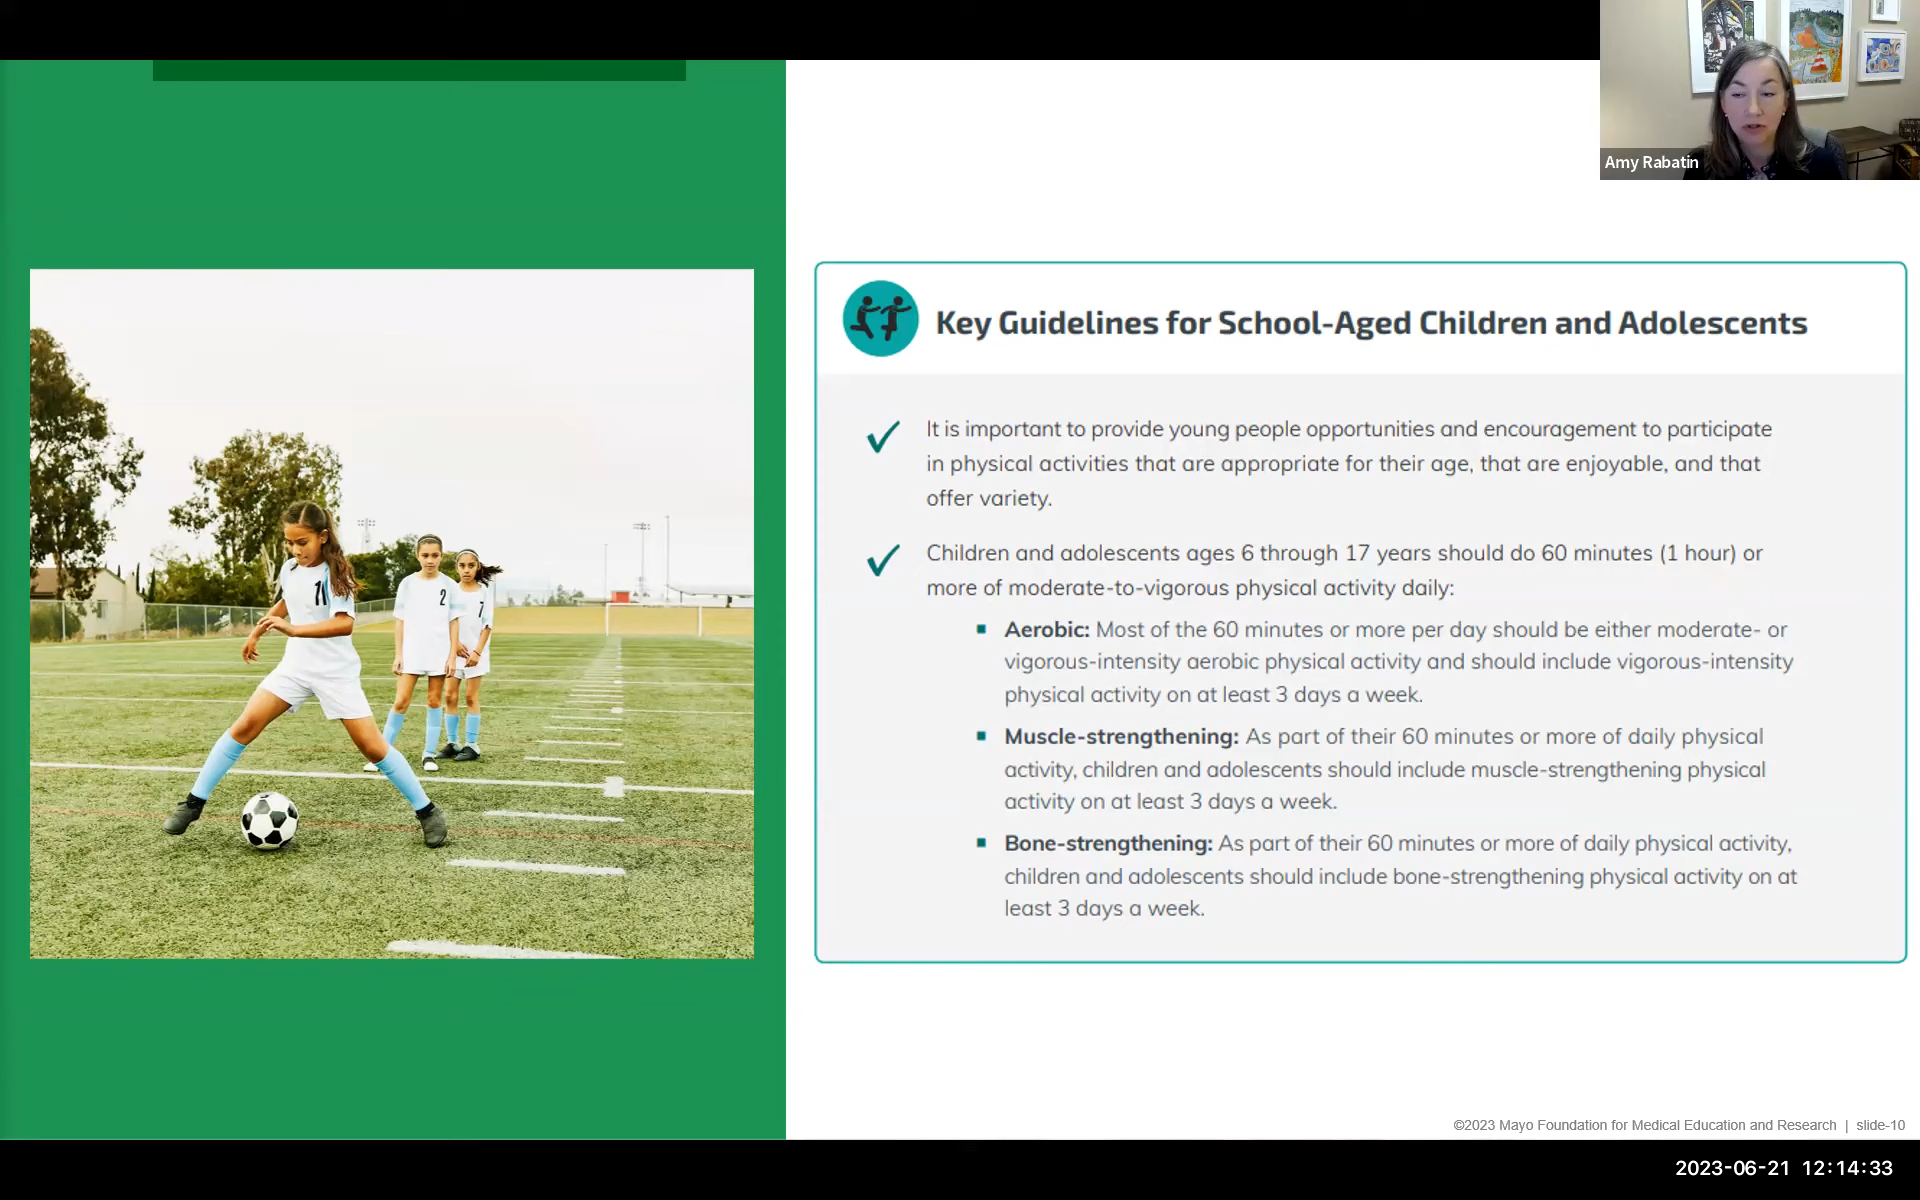 Amy Rabatin
Key Guidelines for School-Aged Children and Adolescents
It is important to provide young people opportunities and encouragement to participate
in physical activities that are appropriate for their age, that are enjoyable, and that
offer variety.
Children and adolescents ages 6 through 17 years should do 60 minutes (1 hour) or
more of moderate-to-vigorous physical activity daily:
Aerobic: Most of the 60 minutes or more per day should be either moderate- or
vigorous-intensity aerobic physical activity and should include vigorous-intensity
physical activity on at least 3 days a week.
Muscle-strengthening: As part of their 60 minutes or more of daily physical
activity, children and adolescents should include muscle-strengthening physical
activity on at least 3 days a week.
Bone-strengthening: As part of their 60 minutes or more of daily physical activity,
children and adolescents should include bone-strengthening physical activity on at
least 3 days a week.
11
2
7
©2023 Mayo Foundation for Medical Education and Research | slide-10
2023-06-21 12:14:33